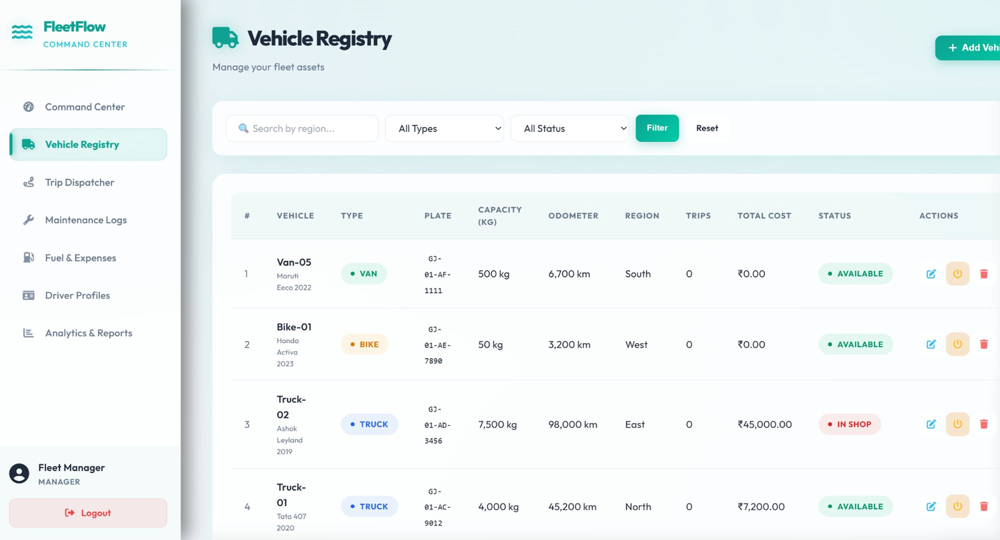 FleetFlow
COMMAND CENTER
Command Center
Vehicle Registry
Trip Dispatcher
Maintenance Logs
Fuel & Expenses
Driver Profiles
Analytics & Reports
Fleet Manager
MANAGER
Logout
Vehicle Registry
Manage your fleet assets
+ Add Vehi
Search by region...
All Types
All Status
Filter
Reset
# VEHICLE TYPE PLATE CAPACITY (KG) ODOMETER REGION TRIPS TOTAL COST STATUS ACTIONS
1
Van-05
Maruti
Eeco 2022
VAN
GJ-
01-AF-
1111
500 kg
6,700 km
South
0
₹0.00
AVAILABLE
2
Bike-01
Honda
Activa
2023
BIKE
GJ-
01-AE-
7890
50 kg
3,200 km
West
0
₹0.00
AVAILABLE
3
Truck-
02
Ashok
Leyland
2019
TRUCK
GJ-
01-AD-
3456
7,500 kg
98,000 km
East
0
₹45,000.00
IN SHOP
4
Truck-
01
Tata 407
2020
TRUCK
GJ-
01-AC-
9012
4,000 kg
45,200 km
North
0
₹7,200.00
AVAILABLE